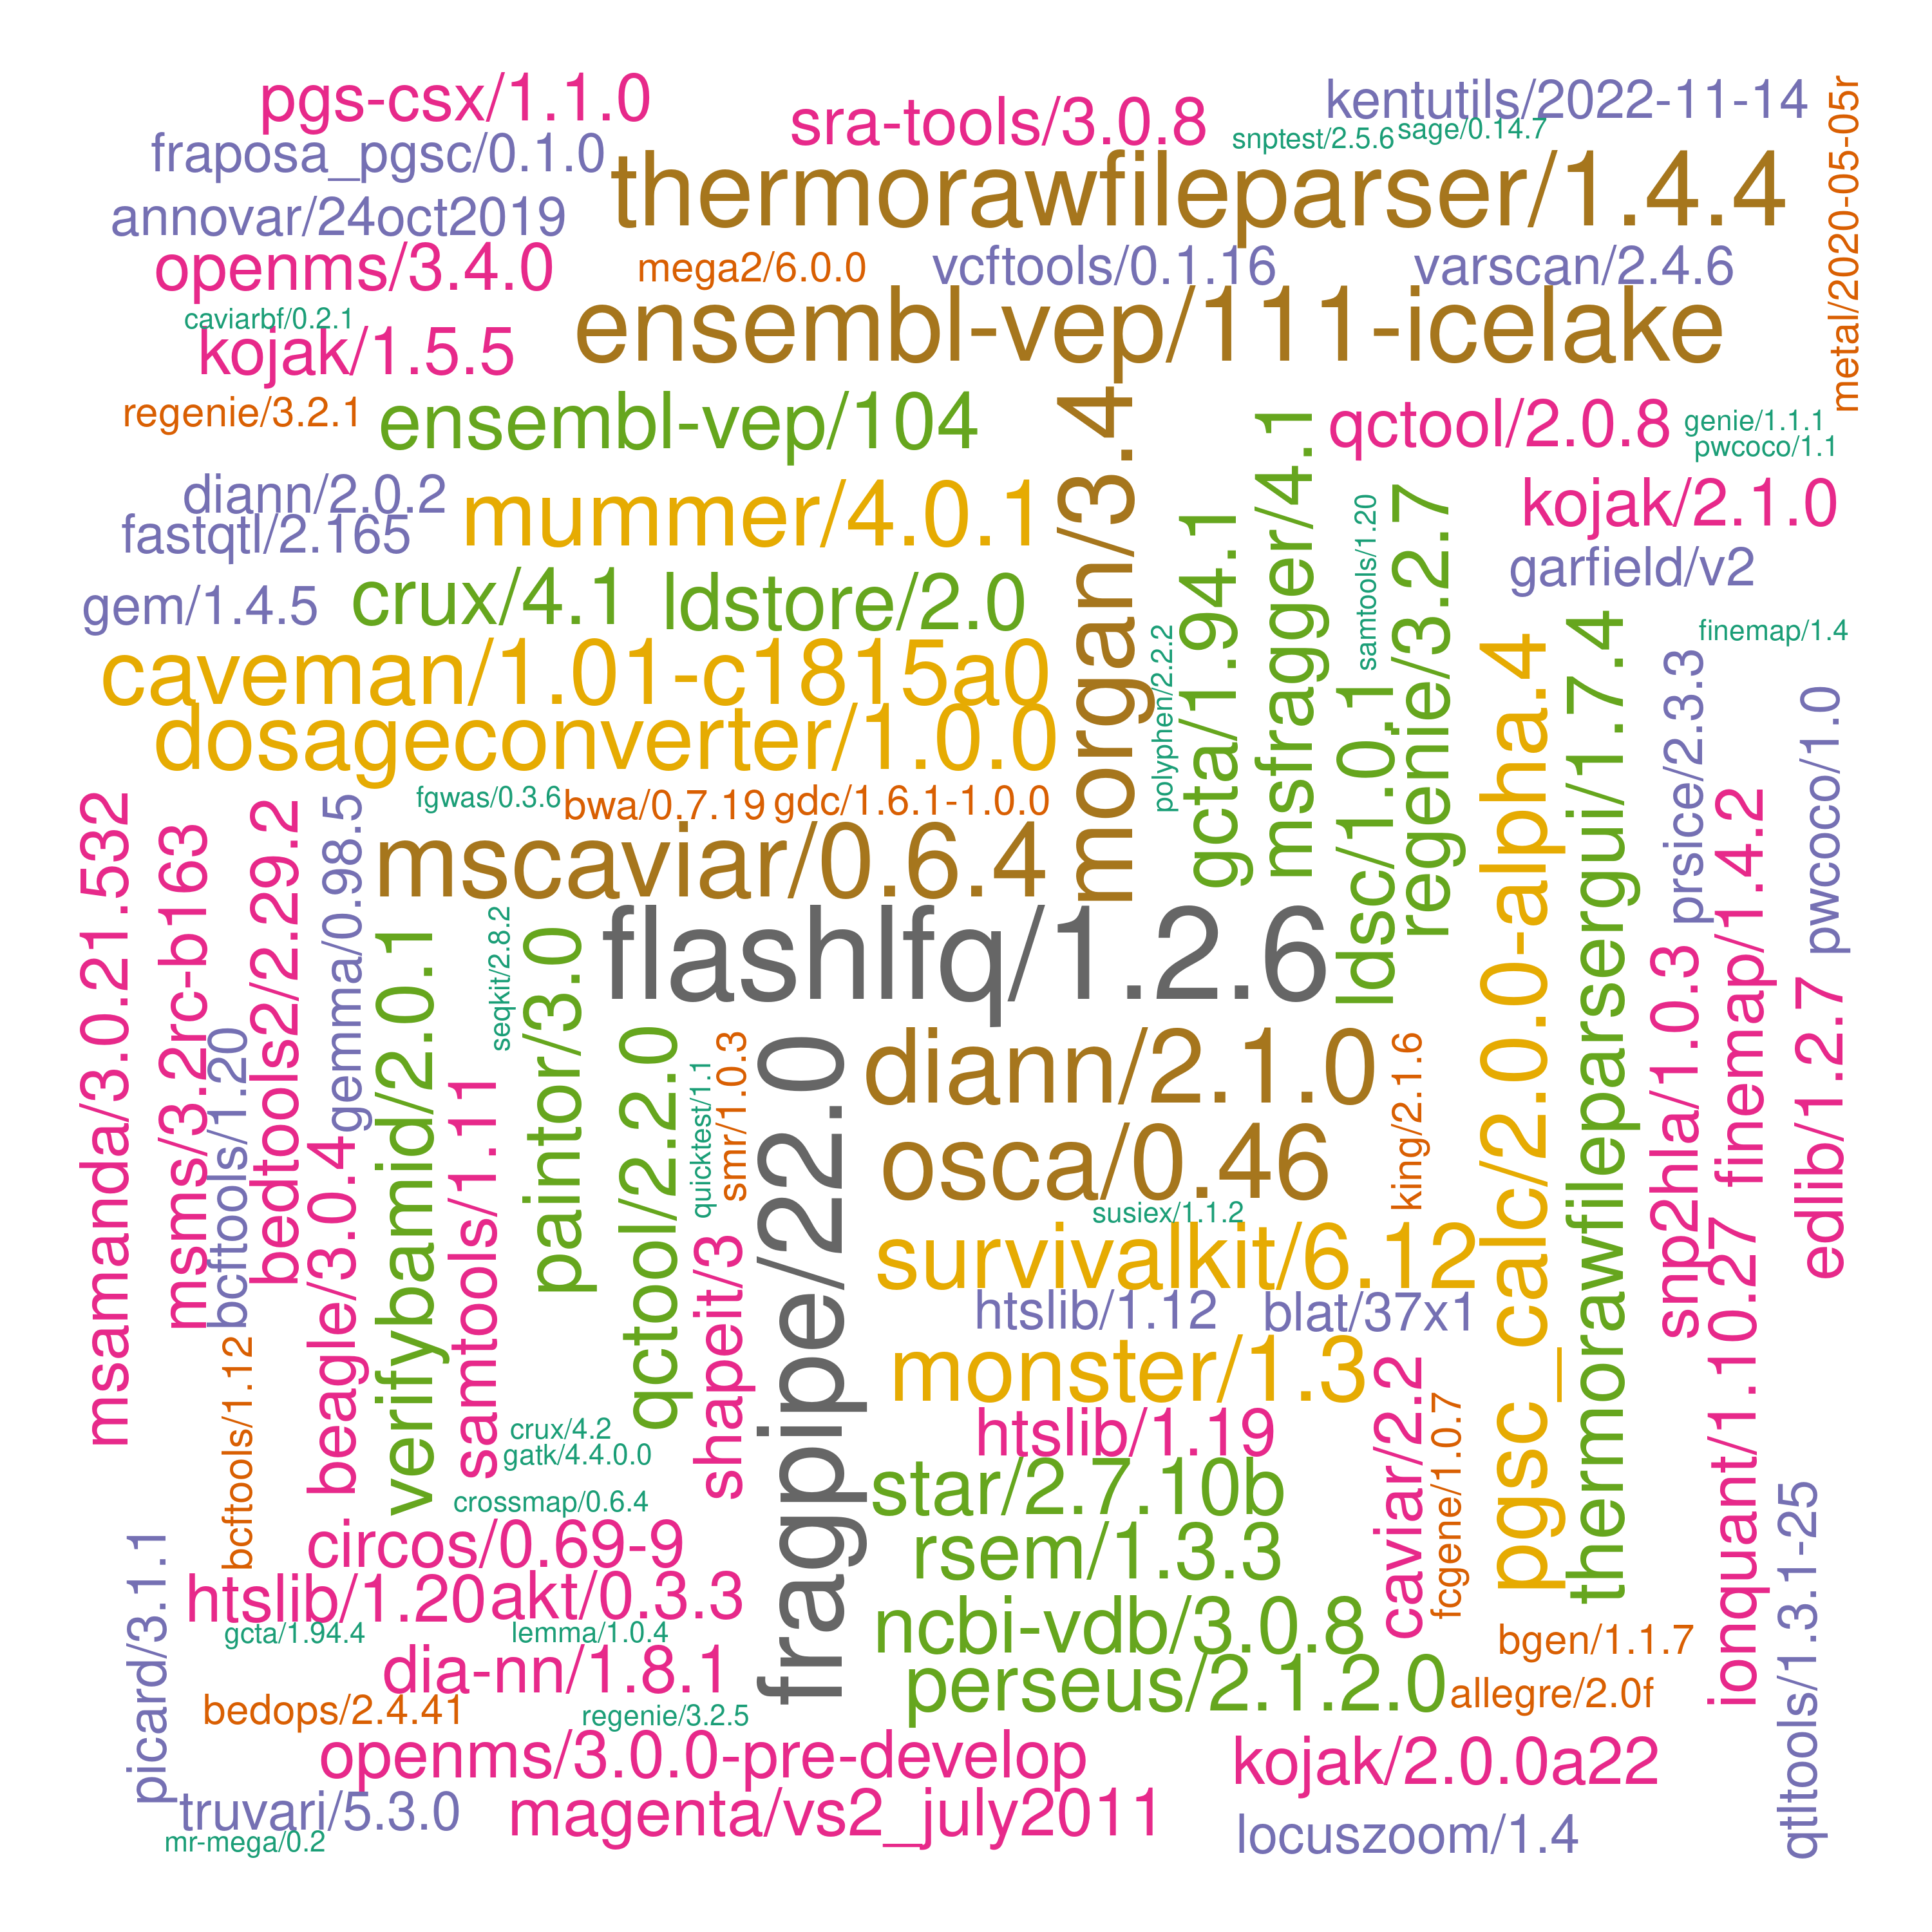 pgs-csx/1.1.0
sra-tools/3.0.8
kentutils/2022-11-14
snptest/2.5.6
sage/0.14.7
metal/2020-05-05r
fraposa_pgsc/0.1.0
thermorawfileparser/1.4.4
annovar/24oct2019
openms/3.4.0
mega2/6.0.0
vcftools/0.1.16
varscan/2.4.6
caviarbf/0.2.1
ensembl-vep/111-icelake
kojak/1.5.5
regenie/3.2.1
ensembl-vep/104
morgan/3.4
msfragger/4.1
qctool/2.0.8
genie/1.1.1
pwcoco/1.1
diann/2.0.2
mummer/4.0.1
gcta/1.94.1
samtools/1.20
regenie/3.2.7
kojak/2.1.0
fastqtl/2.165
garfield/v2
gem/1.4.5
crux/4.1
ldstore/2.0
polyphen/2.2.2
finemap/1.4
caveman/1.01-c1815a0
ldsc/1.0.1
pgsc_calc/2.0.0-alpha.4
thermorawfileparsergui/1.7.4
prsice/2.3.3
pwcoco/1.0
dosageconverter/1.0.0
fgwas/0.3.6
bwa/0.7.19
gdc/1.6.1-1.0.0
msamanda/3.0.21.532
msms/3.2rc-b163
bedtools2/2.29.2
gemma/0.98.5
mscaviar/0.6.4
finemap/1.4.2
flashlfq/1.2.6
verifybamid/2.0.1
seqkit/2.8.2
paintor/3.0
snp2hla/1.0.3
edlib/1.2.7
bcftools/1.20
beagle/3.0.4
samtools/1.11
qctool/2.2.0
quicktest/1.1
smr/1.0.3
fragpipe/22.0
diann/2.1.0
king/2.1.6
osca/0.46
susiex/1.1.2
survivalkit/6.12
shapeit/3
htslib/1.12
blat/37x1
ionquant/1.10.27
bcftools/1.12
monster/1.3
caviar/2.2
fcgene/1.0.7
crux/4.2
htslib/1.19
gatk/4.4.0.0
star/2.7.10b
crossmap/0.6.4
qtltools/1.3.1-25
picard/3.1.1
circos/0.69-9
rsem/1.3.3
htslib/1.20
akt/0.3.3
gcta/1.94.4
lemma/1.0.4
ncbi-vdb/3.0.8
bgen/1.1.7
dia-nn/1.8.1
perseus/2.1.2.0
allegre/2.0f
bedops/2.4.41
regenie/3.2.5
openms/3.0.0-pre-develop
kojak/2.0.0a22
truvari/5.3.0
magenta/vs2_july2011
locuszoom/1.4
mr-mega/0.2